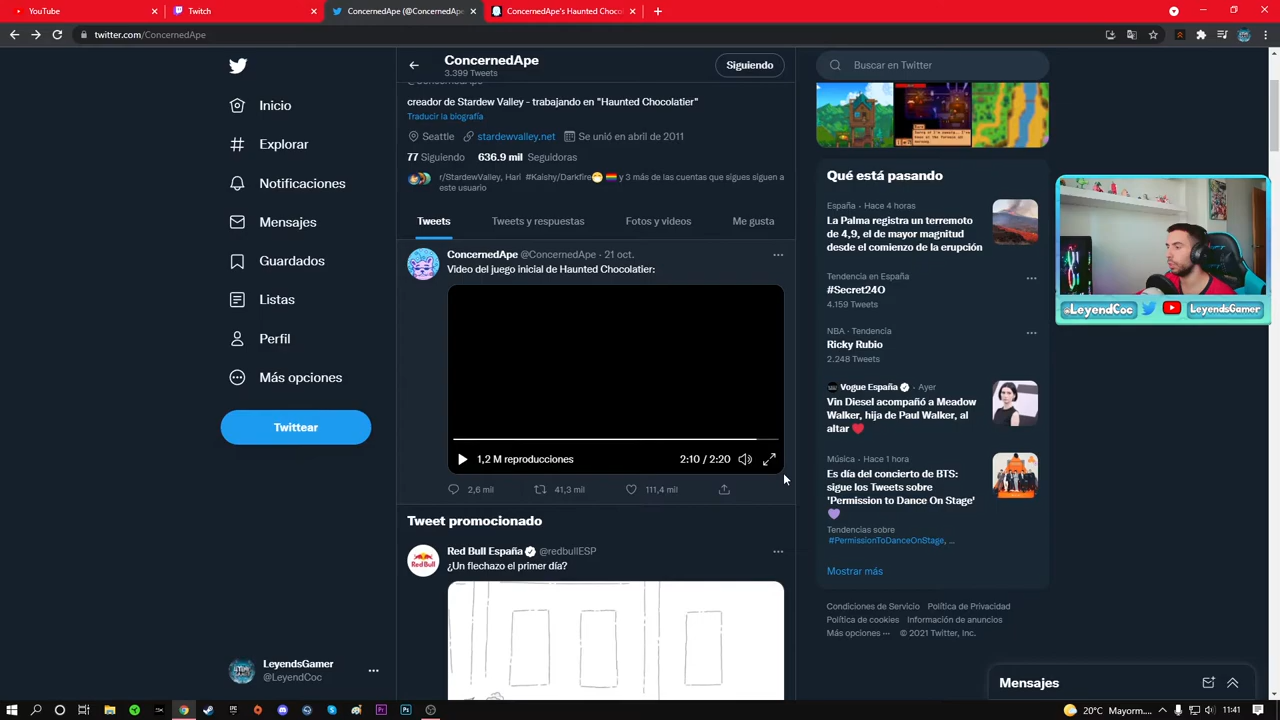 YouTube
Twitch
ConcernedApe (@ConcernedApe
ConcernedApe's Haunted Choco
twitter.com/ConcernedApe
Inicio
Explorar
Notificaciones
Mensajes
Guardados
Listas
Perfil
Más opciones
Twittear
LeyendsGamer
@LeyendCoc
ConcernedApe
3.399 Tweets
Siguiendo
creador de Stardew Valley - trabajando en "Haunted Chocolatier"
Traducir la biografía
Seattle stardewvalley.net Se unió en abril de 2011
77 Siguiendo 636.9 mil Seguidoras
r/StardewValley, Harl #Kaishy/Darkfire😷 🏳️‍🌈 y 3 más de las cuentas que sigues siguen a
este usuario
Tweets Tweets y respuestas Fotos y videos Me gusta
ConcernedApe @ConcernedApe · 21 oct.
Video del juego inicial de Haunted Chocolatier:
1,2 M reproducciones 2:10 / 2:20
2,6 mil 41,3 mil 111,4 mil
Tweet promocionado
Red Bull España @redbullESP
¿Un flechazo el primer día?
Buscar en Twitter
Qué está pasando
España · Hace 4 horas
La Palma registra un terremoto
de 4,9, el de mayor magnitud
desde el comienzo de la erupción
Tendencia en España
#Secret24O
4.159 Tweets
NBA · Tendencia
Ricky Rubio
2.248 Tweets
Vogue España · Ayer
Vin Diesel acompañó a Meadow
Walker, hija de Paul Walker, al
altar ❤️
Música · Hace 1 hora
Es día del concierto de BTS:
sigue los Tweets sobre
'Permission to Dance On Stage'
💜
Tendencias sobre
#PermissionToDanceOnStage, ...
Mostrar más
Condiciones de Servicio Política de Privacidad
Política de cookies Información de anuncios
Más opciones ··· © 2021 Twitter, Inc.
Mensajes
@LeyendCoc LeyendsGamer
20°C Mayorm... 11:41